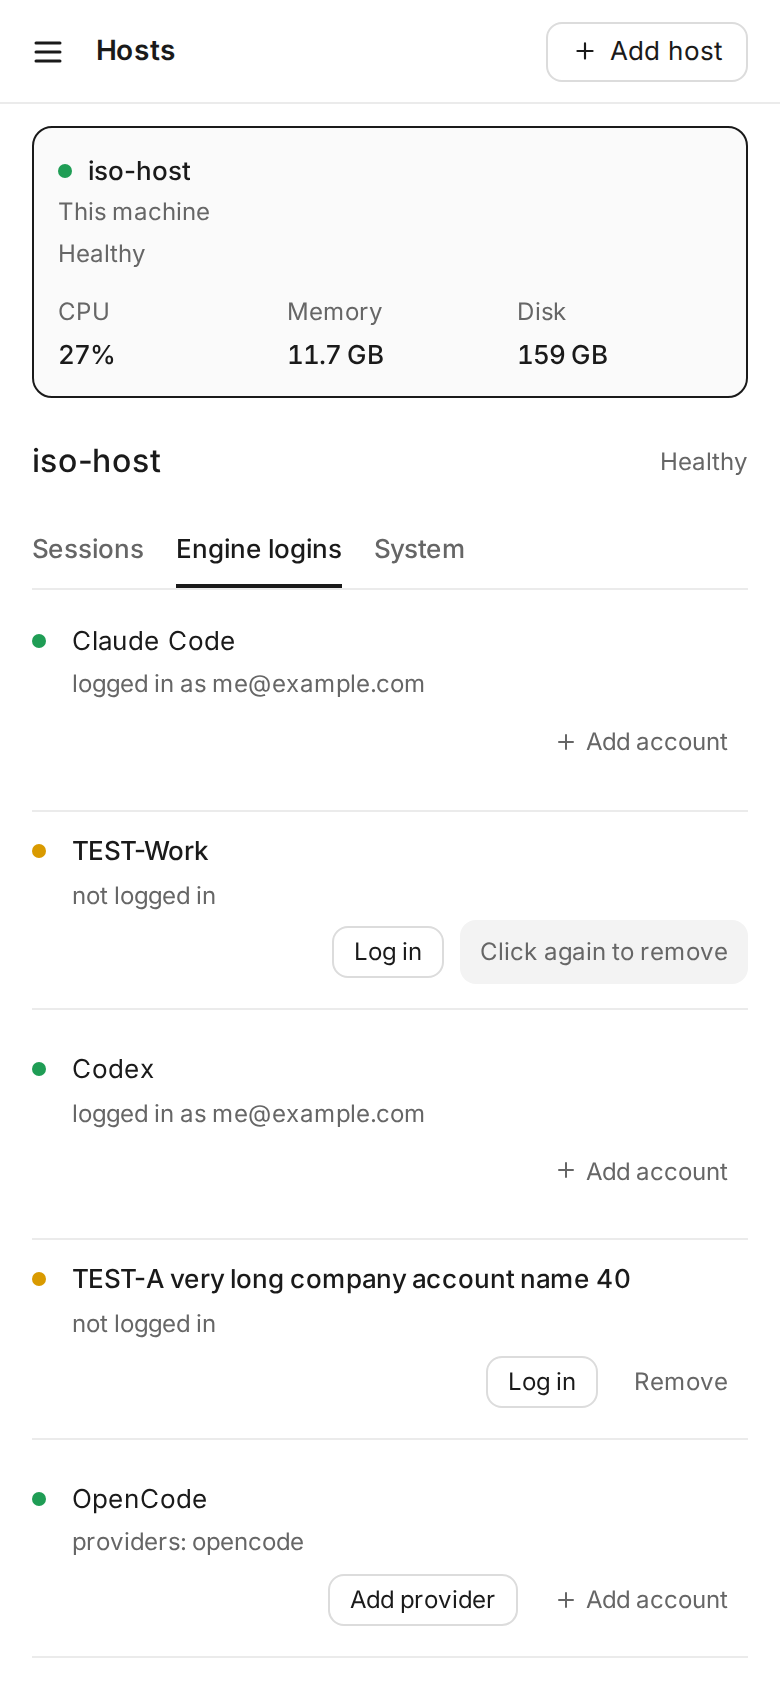 Hosts
+ Add host
iso-host
This machine
Healthy
CPU Memory Disk
27% 11.7 GB 159 GB
iso-host Healthy
Sessions Engine logins System
Claude Code
logged in as me@example.com
+ Add account
TEST-Work
not logged in
Log in Click again to remove
Codex
logged in as me@example.com
+ Add account
TEST-A very long company account name 40
not logged in
Log in Remove
OpenCode
providers: opencode
Add provider + Add account